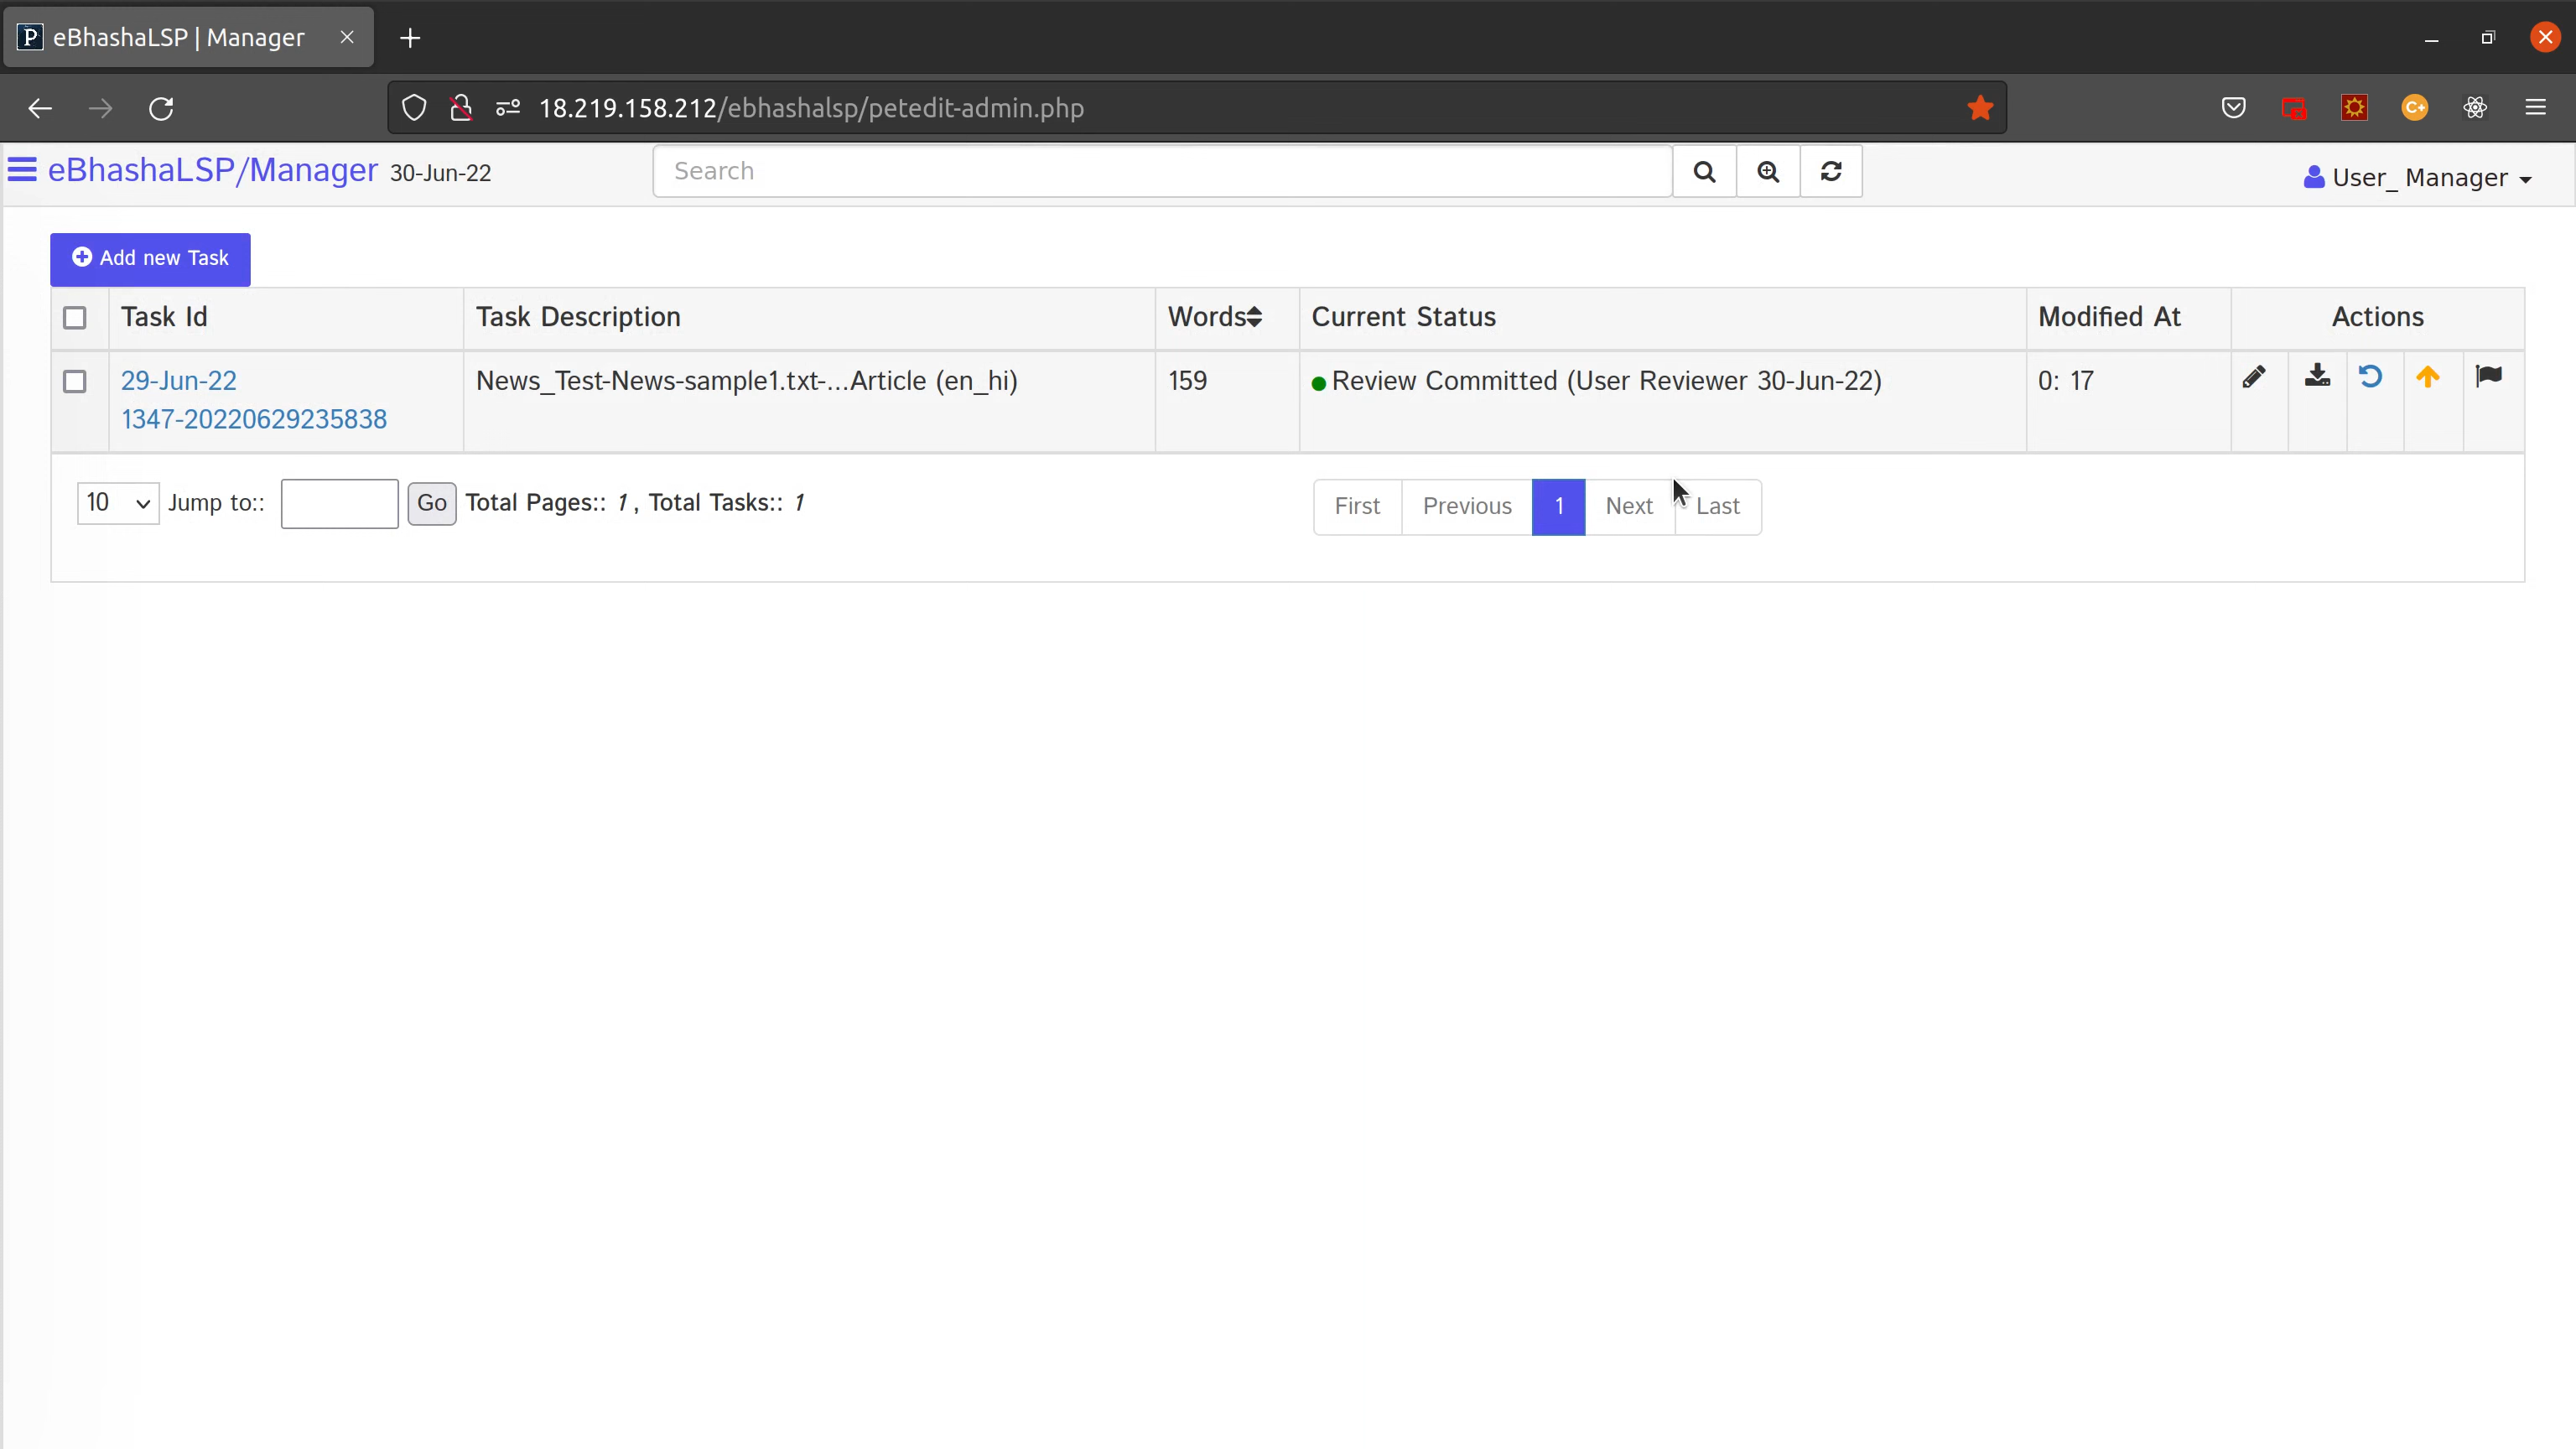 eBhashaLSP | Manager
18.219.158.212/ebhashalsp/petedit-admin.php
eBhashaLSP/Manager 30-Jun-22 Search User_ Manager
Add new Task
Task Id Task Description Words Current Status Modified At Actions
29-Jun-22 News_Test-News-sample1.txt-...Article (en_hi) 159 Review Committed (User Reviewer 30-Jun-22) 0: 17
1347-20220629235838
10 Jump to:: Go Total Pages:: 1 , Total Tasks:: 1 First Previous 1 Next Last